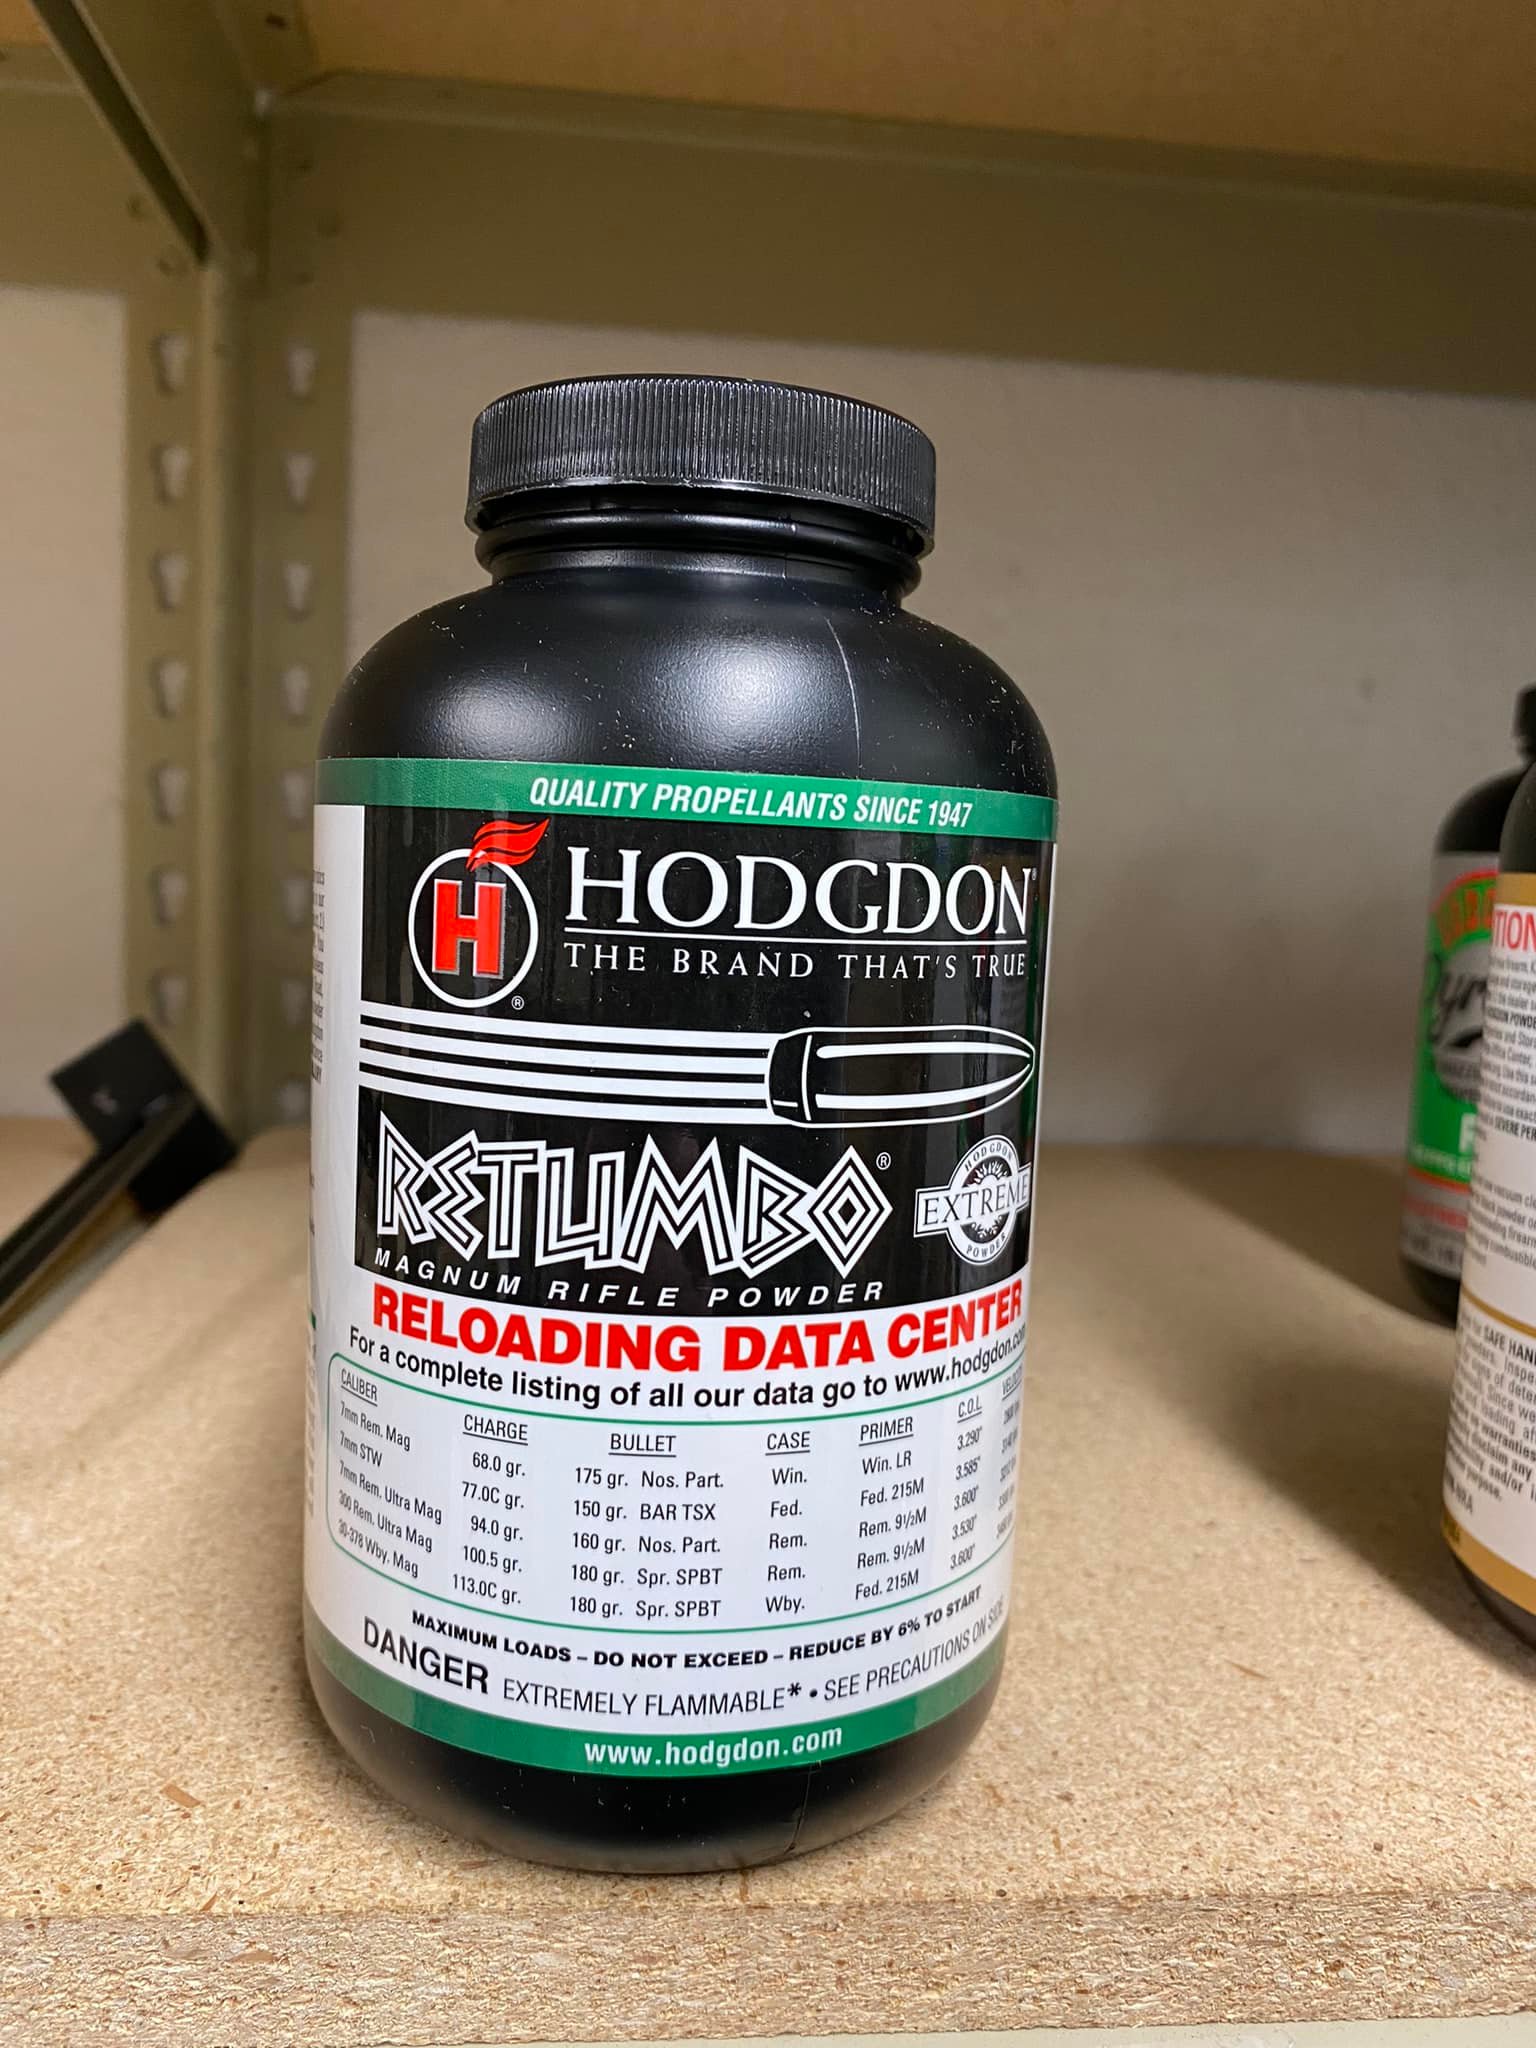 QUALITY PROPELLANTS SINCE 1947
H
®
HODGDON®
THE BRAND THAT'S TRUE
RETUMBO®
MAGNUM RIFLE POWDER
HODGDON
EXTREME
POWDER
RELOADING DATA CENTER
For a complete listing of all our data go to www.hodgdon.com
CALIBER CHARGE BULLET CASE PRIMER C.O.L
7mm Rem. Mag 68.0 gr. 175 gr. Nos. Part. Win. Win. LR 3.290"
7mm STW 77.0C gr. 150 gr. BAR TSX Fed. Fed. 215M 3.585"
7mm Rem. Ultra Mag 94.0 gr. 160 gr. Nos. Part. Rem. Rem. 9½M 3.600"
300 Rem. Ultra Mag 100.5 gr. 180 gr. Spr. SPBT Rem. Rem. 9½M 3.530"
30-378 Wby. Mag 113.0C gr. 180 gr. Spr. SPBT Wby. Fed. 215M 3.600"
MAXIMUM LOADS – DO NOT EXCEED – REDUCE BY 6% TO START
DANGER EXTREMELY FLAMMABLE* • SEE PRECAUTIONS ON SIDE
www.hodgdon.com